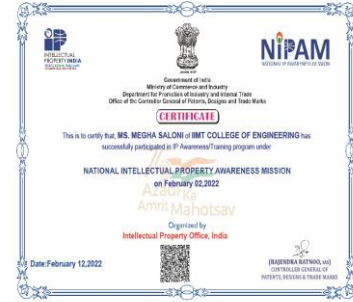 INTELLECTUAL
PROPERTY INDIA
NiPAM
NATIONAL IP AWARENESS MISSION
Government of India
Ministry of Commerce and Industry
Department for Promotion of Industry and Internal Trade
Office of the Controller General of Patents, Designs and Trade Marks
CERTIFICATE
This is to certify that, MS. MEGHA SALONI of IIMT COLLEGE OF ENGINEERING has
successfully participated in IP Awareness/Training program under
NATIONAL INTELLECTUAL PROPERTY AWARENESS MISSION
on February 02,2022
Azadi Ka
Amrit Mahotsav
Organized by
Intellectual Property Office, India
Date:February 12,2022
(RAJENDRA RATNOO, IAS)
CONTROLLER GENERAL OF
PATENTS, DESIGNS & TRADE MARKS